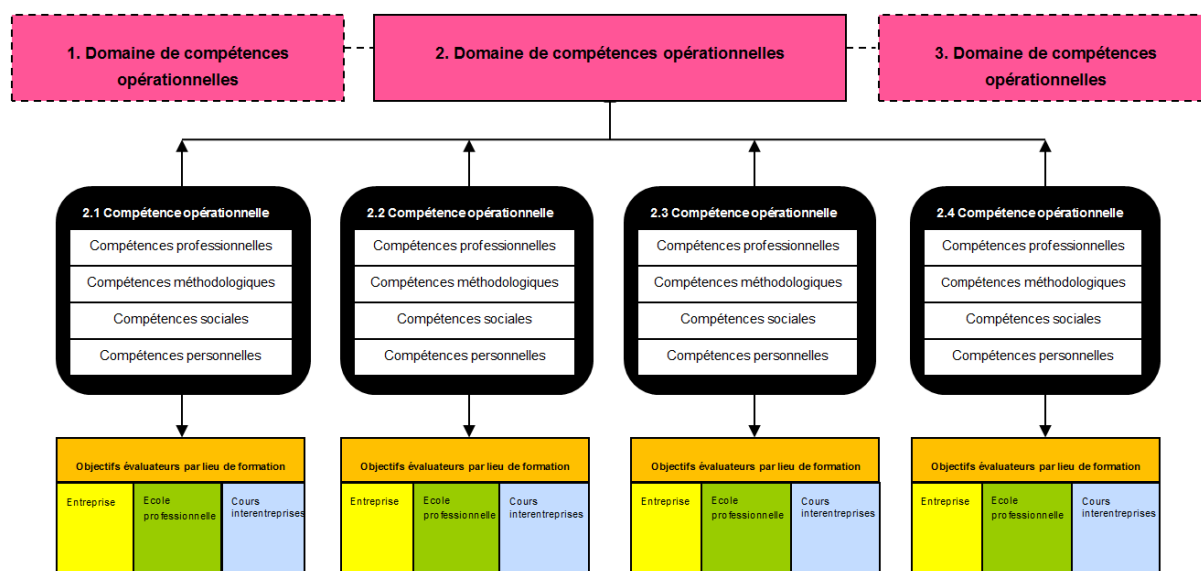 1. Domaine de compétences
opérationnelles
2. Domaine de compétences opérationnelles
3. Domaine de compétences
opérationnelles
2.1 Compétence opérationnelle
Compétences professionnelles
Compétences méthodologiques
Compétences sociales
Compétences personnelles
2.2 Compétence opérationnelle
Compétences professionnelles
Compétences méthodologiques
Compétences sociales
Compétences personnelles
2.3 Compétence opérationnelle
Compétences professionnelles
Compétences méthodologiques
Compétences sociales
Compétences personnelles
2.4 Compétence opérationnelle
Compétences professionnelles
Compétences méthodologiques
Compétences sociales
Compétences personnelles
Objectifs évaluateurs par lieu de formation
Entreprise
Ecole
professionnelle
Cours
interentreprises
Objectifs évaluateurs par lieu de formation
Entreprise
Ecole
professionnelle
Cours
interentreprises
Objectifs évaluateurs par lieu de formation
Entreprise
Ecole
professionnelle
Cours
interentreprises
Objectifs évaluateurs par lieu de formation
Entreprise
Ecole
professionnelle
Cours
interentreprises